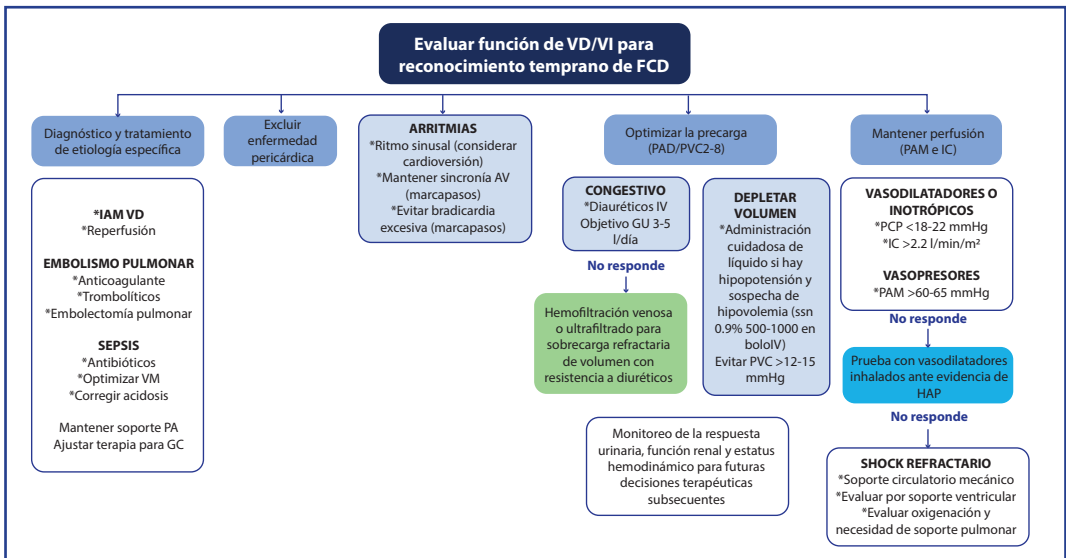 Evaluar función de VD/VI para
reconocimiento temprano de FCD
Diagnóstico y tratamiento
de etiología específica
*IAM VD
*Reperfusión
EMBOLISMO PULMONAR
*Anticoagulante
*Trombolíticos
*Embolectomía pulmonar
SEPSIS
*Antibióticos
*Optimizar VM
*Corregir acidosis
Mantener soporte PA
Ajustar terapia para GC
Excluir
enfermedad
pericárdica
ARRITMIAS
*Ritmo sinusal (considerar
cardioversión)
*Mantener sincronía AV
(marcapasos)
*Evitar bradicardia
excesiva (marcapasos)
Optimizar la precarga
(PAD/PVC2-8)
CONGESTIVO
*Diauréticos IV
Objetivo GU 3-5
l/día
No responde
Hemofiltración venosa
o ultrafiltrado para
sobrecarga refractaria
de volumen con
resistencia a diuréticos
DEPLETAR
VOLUMEN
*Administración
cuidadosa de
líquido si hay
hipopotensión y
sospecha de
hipovolemia (ssn
0.9% 500-1000 en
boloIV)
Evitar PVC >12-15
mmHg
Monitoreo de la respuesta
urinaria, función renal y estatus
hemodinámico para futuras
decisiones terapéuticas
subsecuentes
Mantener perfusión
(PAM e IC)
VASODILATADORES O
INOTRÓPICOS
*PCP <18-22 mmHg
*IC >2.2 l/min/m²
VASOPRESORES
*PAM >60-65 mmHg
No responde
Prueba con vasodilatadores
inhalados ante evidencia de
HAP
No responde
SHOCK REFRACTARIO
*Soporte circulatorio mecánico
*Evaluar por soporte ventricular
*Evaluar oxigenación y
necesidad de soporte pulmonar